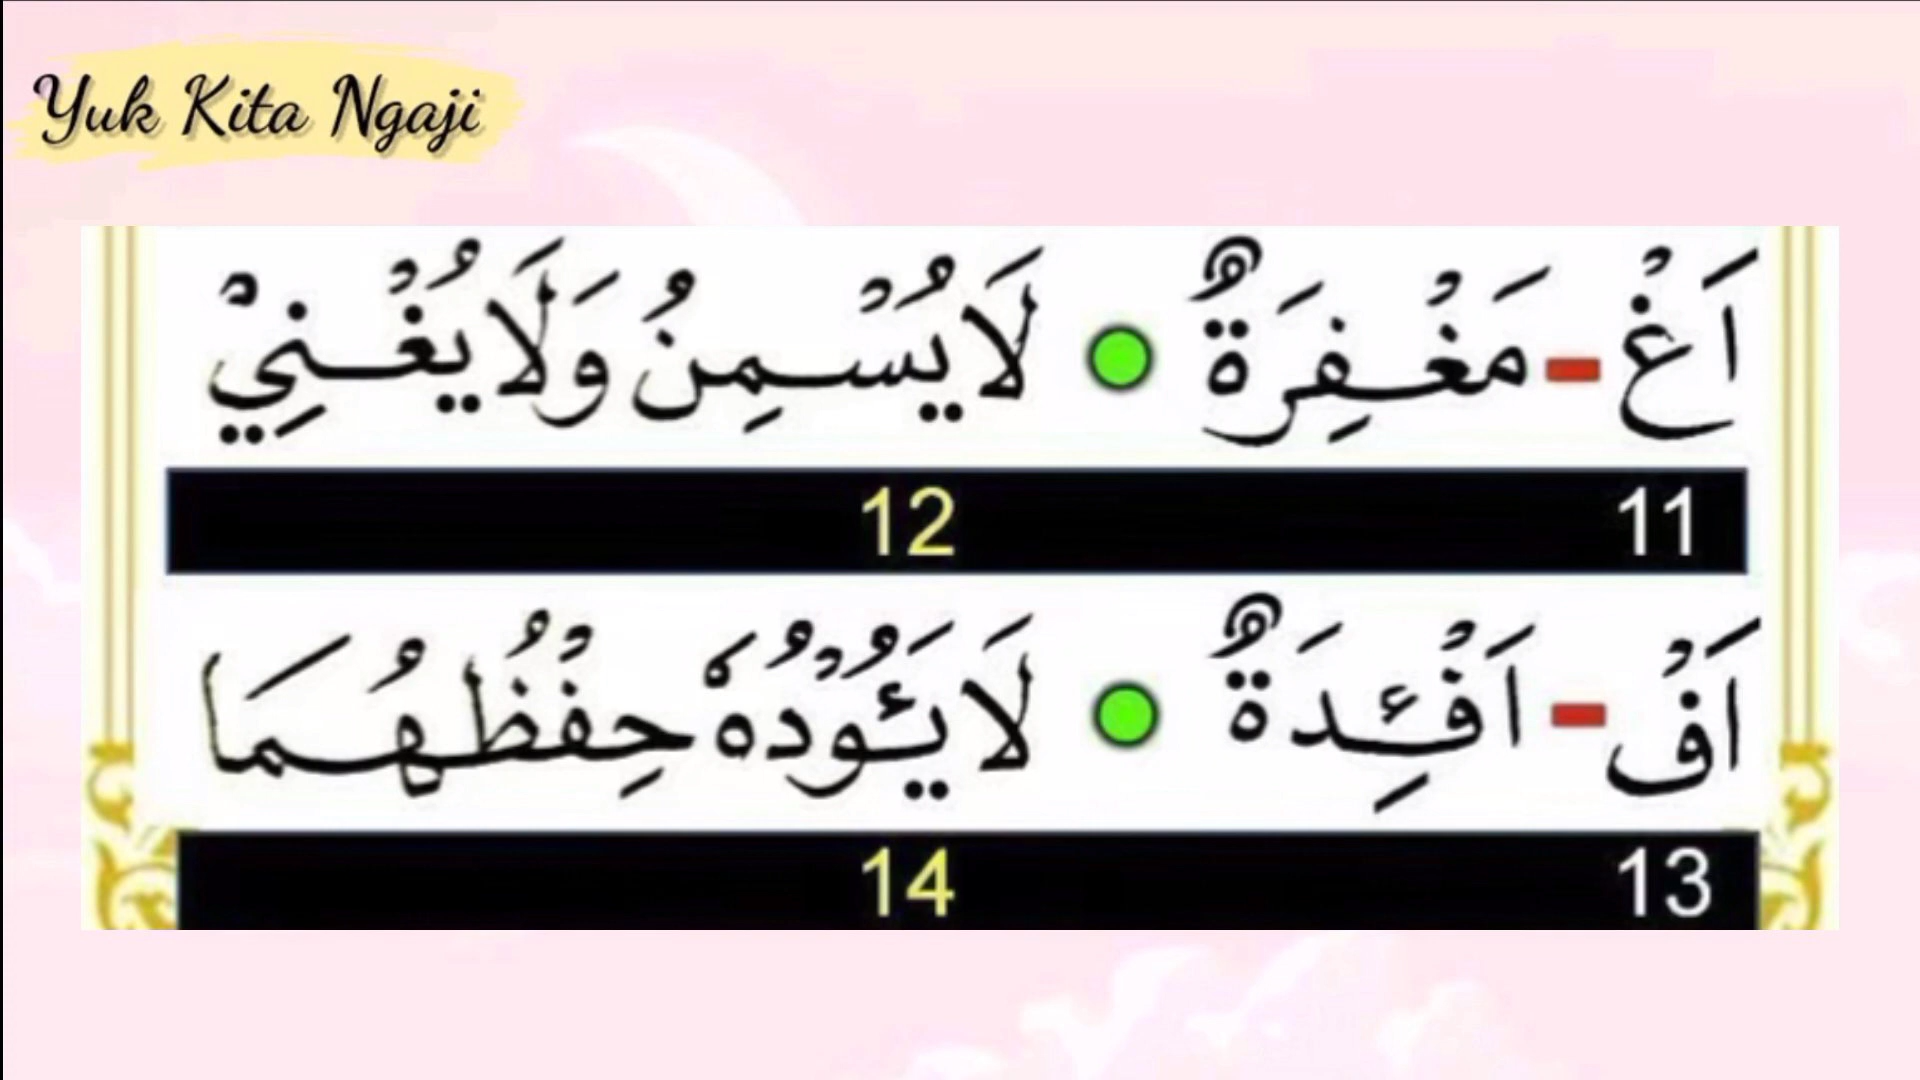 Yuk Kita Ngaji
اَغْ - مَغْفِرَةٌ ● لَايُسْمِنُ وَلَايُغْنِيْ
11 12
اَفْ - اَفْئِدَةٌ ● لَايَئُوْدُهٗ حِفْظُهُمَا
13 14